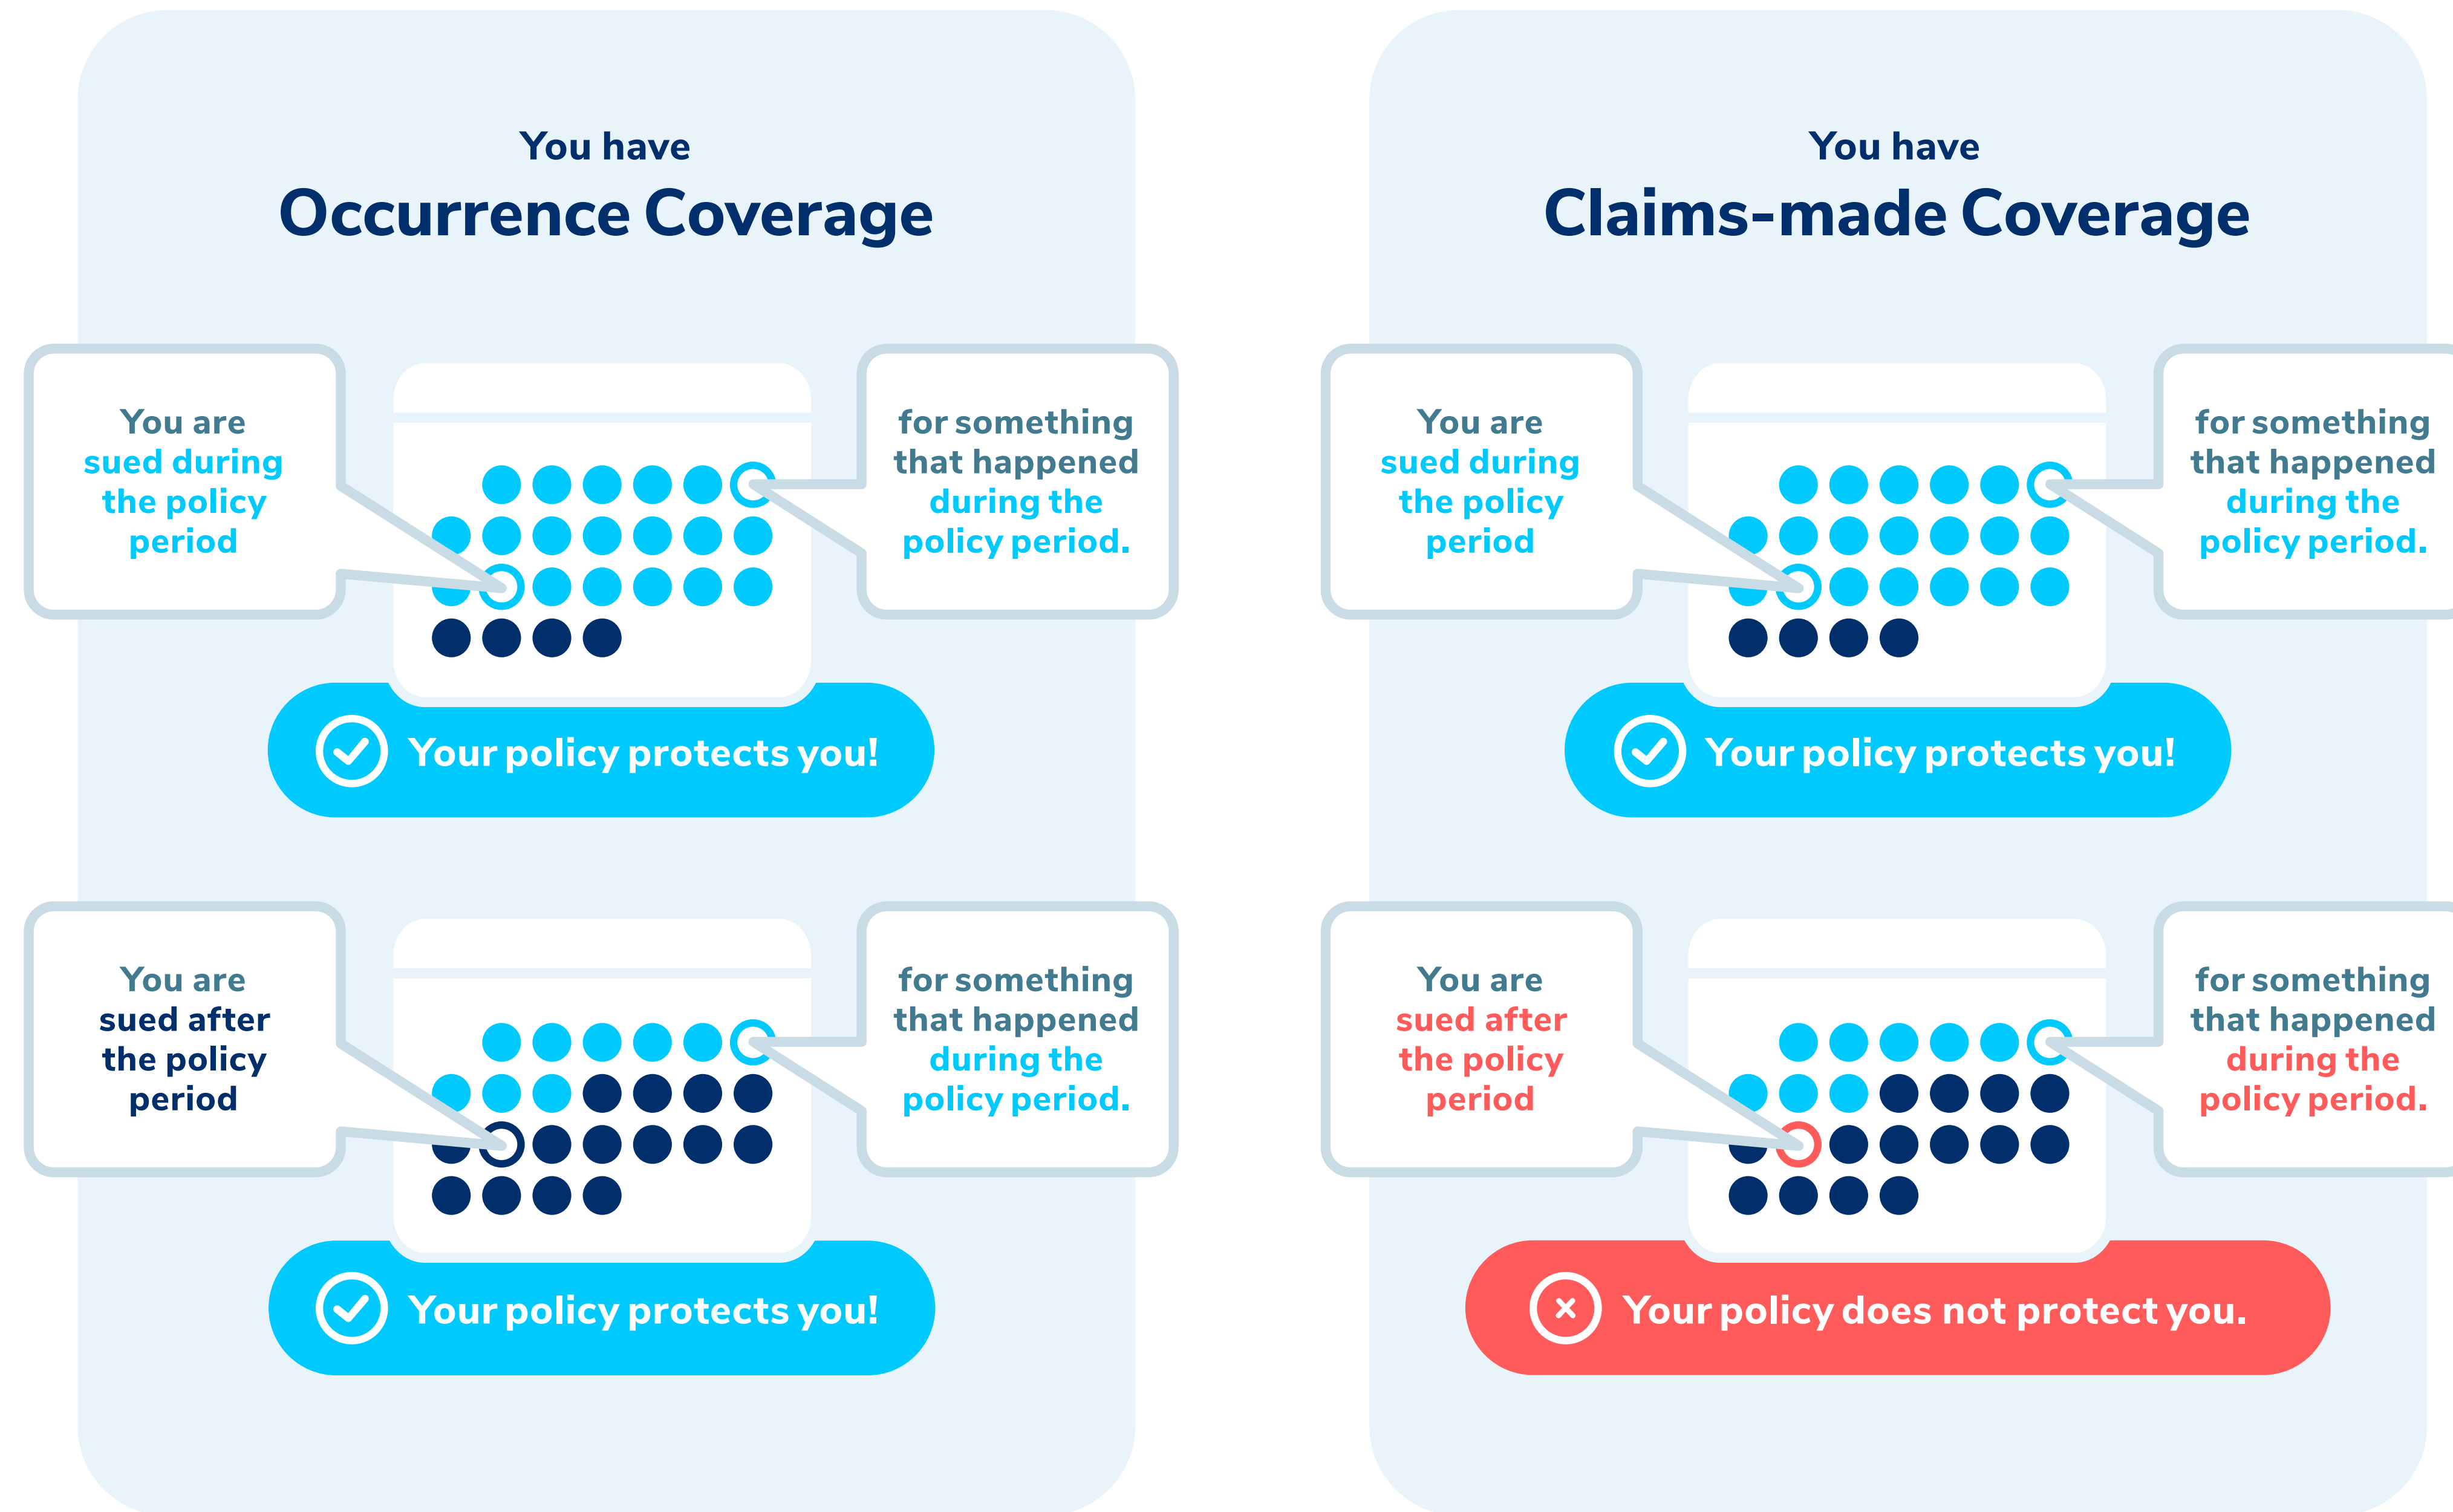 You have
Occurrence Coverage
You are
sued during
the policy
period
for something
that happened
during the
policy period.
Your policy protects you!
You are
sued after
the policy
period
for something
that happened
during the
policy period.
Your policy protects you!
You have
Claims-made Coverage
You are
sued during
the policy
period
for something
that happened
during the
policy period.
Your policy protects you!
You are
sued after
the policy
period
for something
that happened
during the
policy period.
Your policy does not protect you.